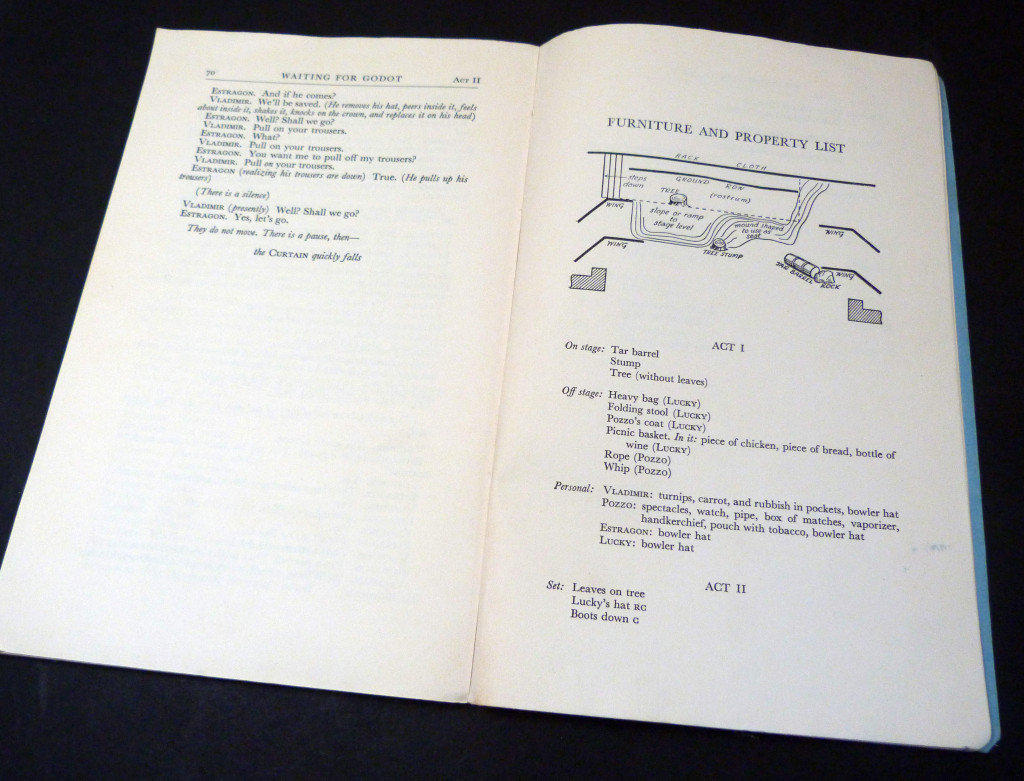 70 WAITING FOR GODOT ACT II
ESTRAGON. And if he comes?
VLADIMIR. We'll be saved. (He removes his hat, peers inside it, feels
about inside it, shakes it, knocks on the crown, and replaces it on his head)
ESTRAGON. Well? Shall we go?
VLADIMIR. Pull on your trousers.
ESTRAGON. What?
VLADIMIR. Pull on your trousers.
ESTRAGON. You want me to pull off my trousers?
VLADIMIR. Pull on your trousers.
ESTRAGON (realizing his trousers are down) True. (He pulls up his
trousers)
(There is a silence)
VLADIMIR (presently) Well? Shall we go?
ESTRAGON. Yes, let's go.
They do not move. There is a pause, then—
the CURTAIN quickly falls
FURNITURE AND PROPERTY LIST
BACK CLOTH
GROUND ROW
(rostrum)
steps
down
TREE
WING
slope or ramp
to
stage level
mound shaped
to use as
seat
WING
WING
TREE STUMP
TAR BARREL
ROCK
WING
ACT I
On stage: Tar barrel
Stump
Tree (without leaves)
Off stage: Heavy bag (LUCKY)
Folding stool (LUCKY)
Pozzo's coat (LUCKY)
Picnic basket. In it: piece of chicken, piece of bread, bottle of
wine (LUCKY)
Rope (POZZO)
Whip (POZZO)
Personal: VLADIMIR: turnips, carrot, and rubbish in pockets, bowler hat
POZZO: spectacles, watch, pipe, box of matches, vaporizer,
handkerchief, pouch with tobacco, bowler hat
ESTRAGON: bowler hat
LUCKY: bowler hat
ACT II
Set: Leaves on tree
Lucky's hat RC
Boots down C